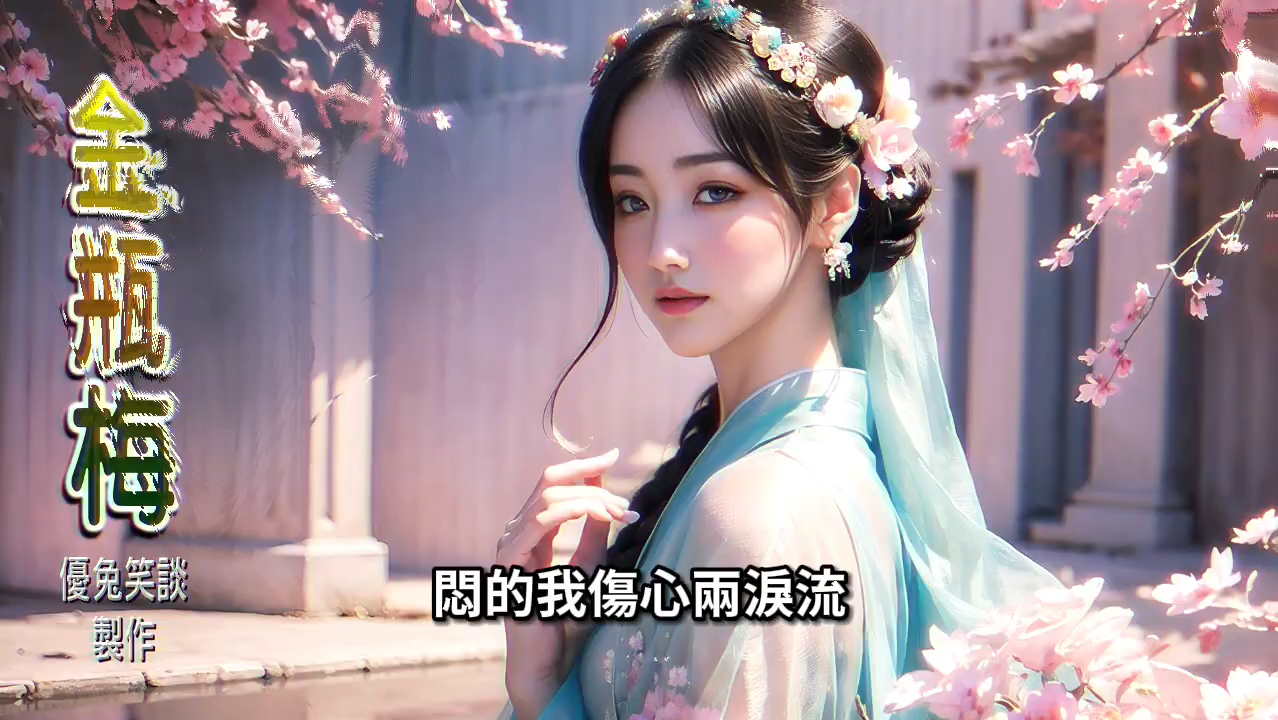 金瓶梅
優兔笑談
製作
悶的我傷心兩淚流